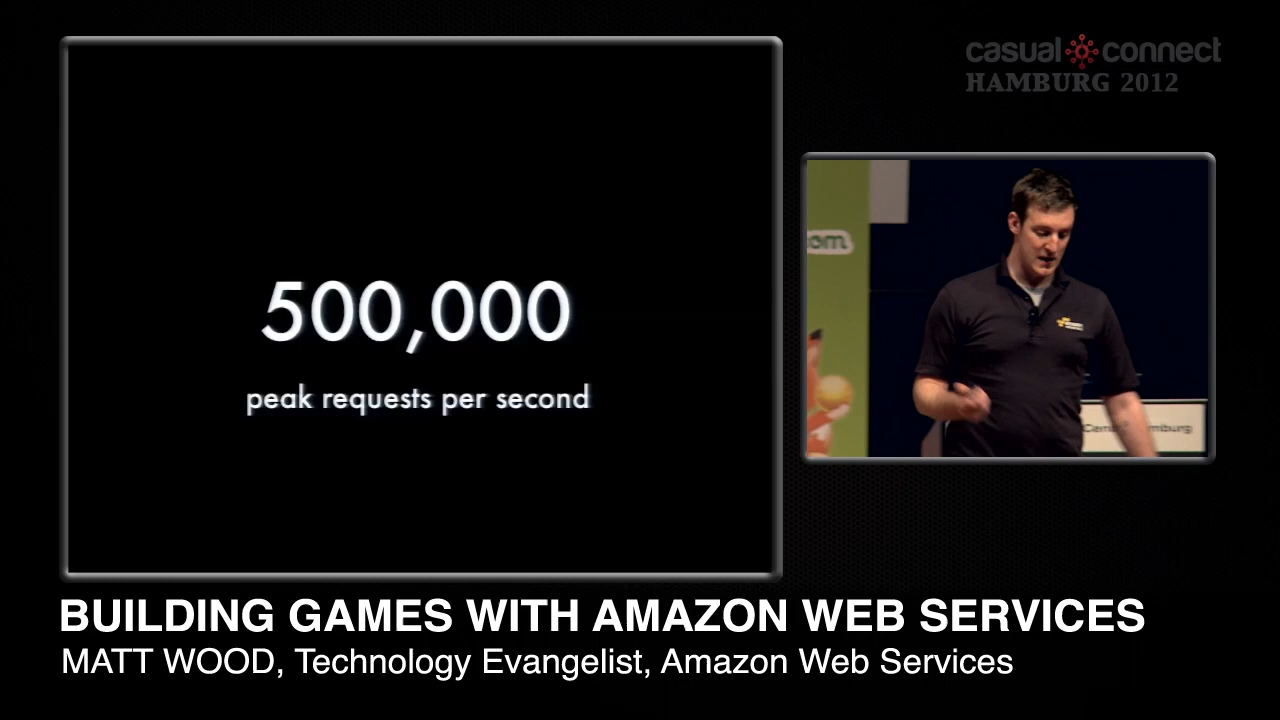 casual connect
HAMBURG 2012
500,000
peak requests per second
BUILDING GAMES WITH AMAZON WEB SERVICES
MATT WOOD, Technology Evangelist, Amazon Web Services